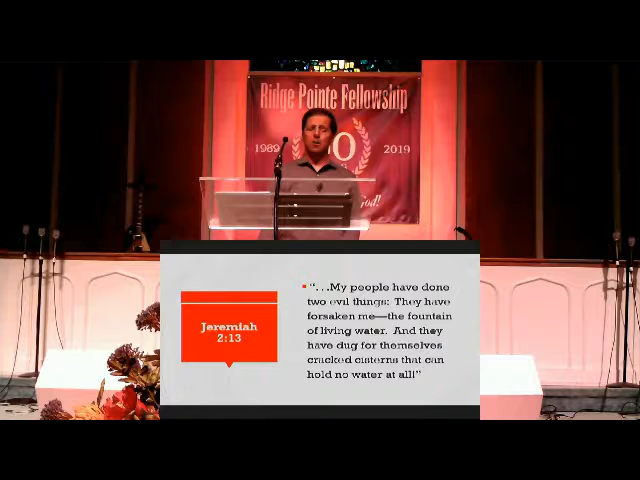 Ridge Pointe Fellowship
1989
30
2019
God!
Jeremiah
2:13
“. . .My people have done
two evil things: They have
forsaken me—the fountain
of living water. And they
have dug for themselves
cracked cisterns that can
hold no water at all!”